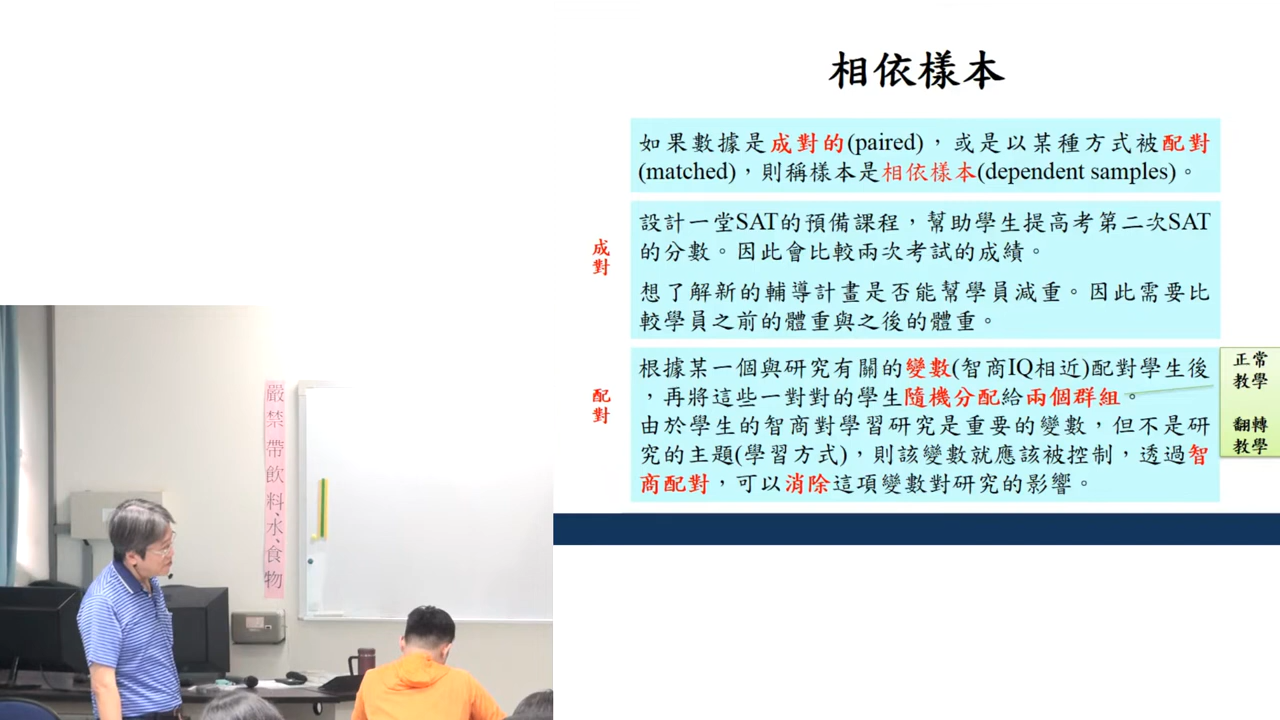 相依樣本
如果數據是成對的(paired)，或是以某種方式被配對
(matched)，則稱樣本是相依樣本(dependent samples)。
成對
設計一堂SAT的預備課程，幫助學生提高考第二次SAT
的分數。因此會比較兩次考試的成績。
想了解新的輔導計畫是否能幫學員減重。因此需要比
較學員之前的體重與之後的體重。
配對
根據某一個與研究有關的變數(智商IQ相近)配對學生後
，再將這些一對對的學生隨機分配給兩個群組。
由於學生的智商對學習研究是重要的變數，但不是研
究的主題(學習方式)，則該變數就應該被控制，透過智
商配對，可以消除這項變數對研究的影響。
正常
教學
翻轉
教學
嚴禁帶飲料、水、食物